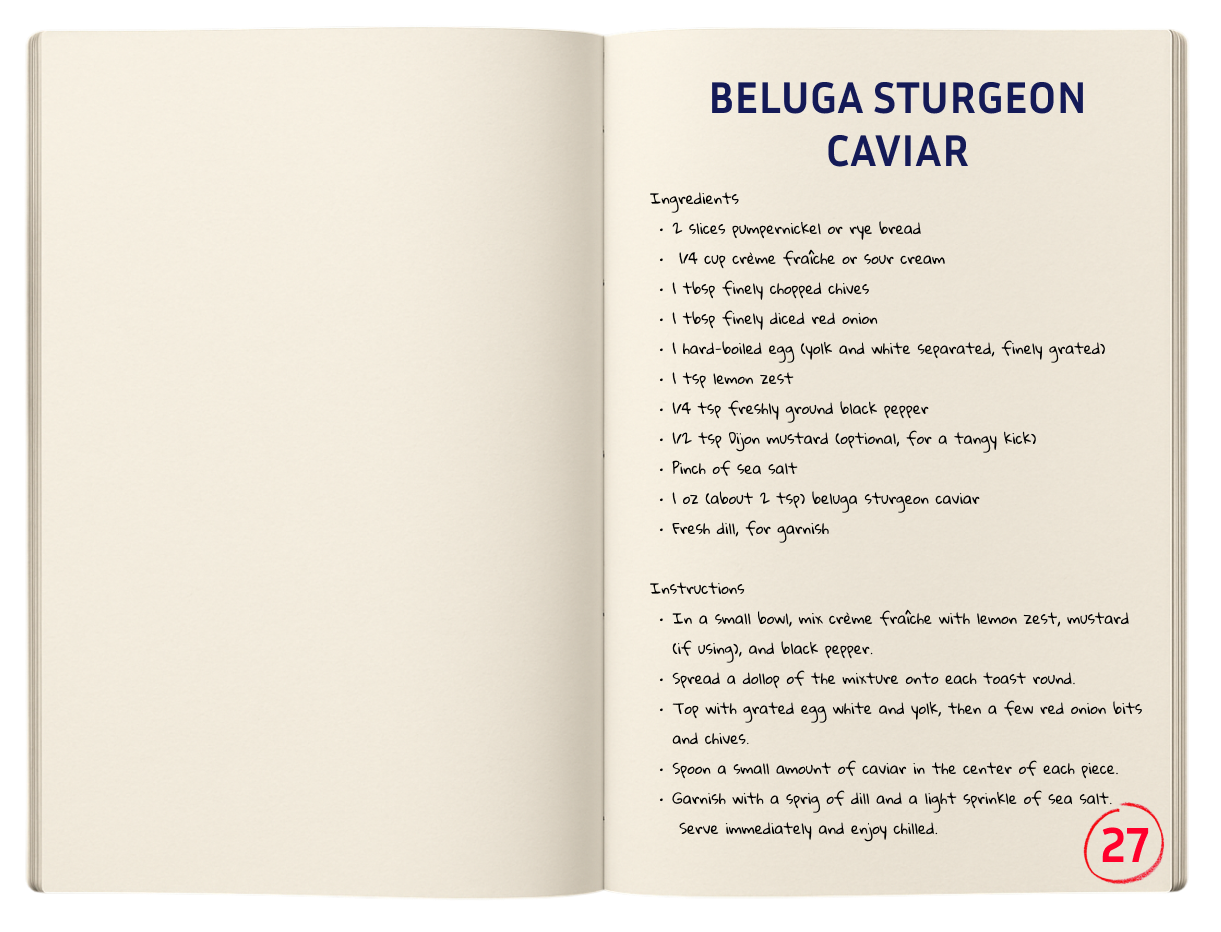 BELUGA STURGEON
CAVIAR
Ingredients
• 2 slices pumpernickel or rye bread
• 1/4 cup crème fraîche or sour cream
• 1 tbsp finely chopped chives
• 1 tbsp finely diced red onion
• 1 hard-boiled egg (yolk and white separated, finely grated)
• 1 tsp lemon zest
• 1/4 tsp freshly ground black pepper
• 1/2 tsp Dijon mustard (optional, for a tangy kick)
• Pinch of sea salt
• 1 oz (about 2 tsp) beluga sturgeon caviar
• Fresh dill, for garnish
Instructions
• In a small bowl, mix crème fraîche with lemon zest, mustard
(if using), and black pepper.
• Spread a dollop of the mixture onto each toast round.
• Top with grated egg white and yolk, then a few red onion bits
and chives.
• Spoon a small amount of caviar in the center of each piece.
• Garnish with a sprig of dill and a light sprinkle of sea salt.
Serve immediately and enjoy chilled.
27